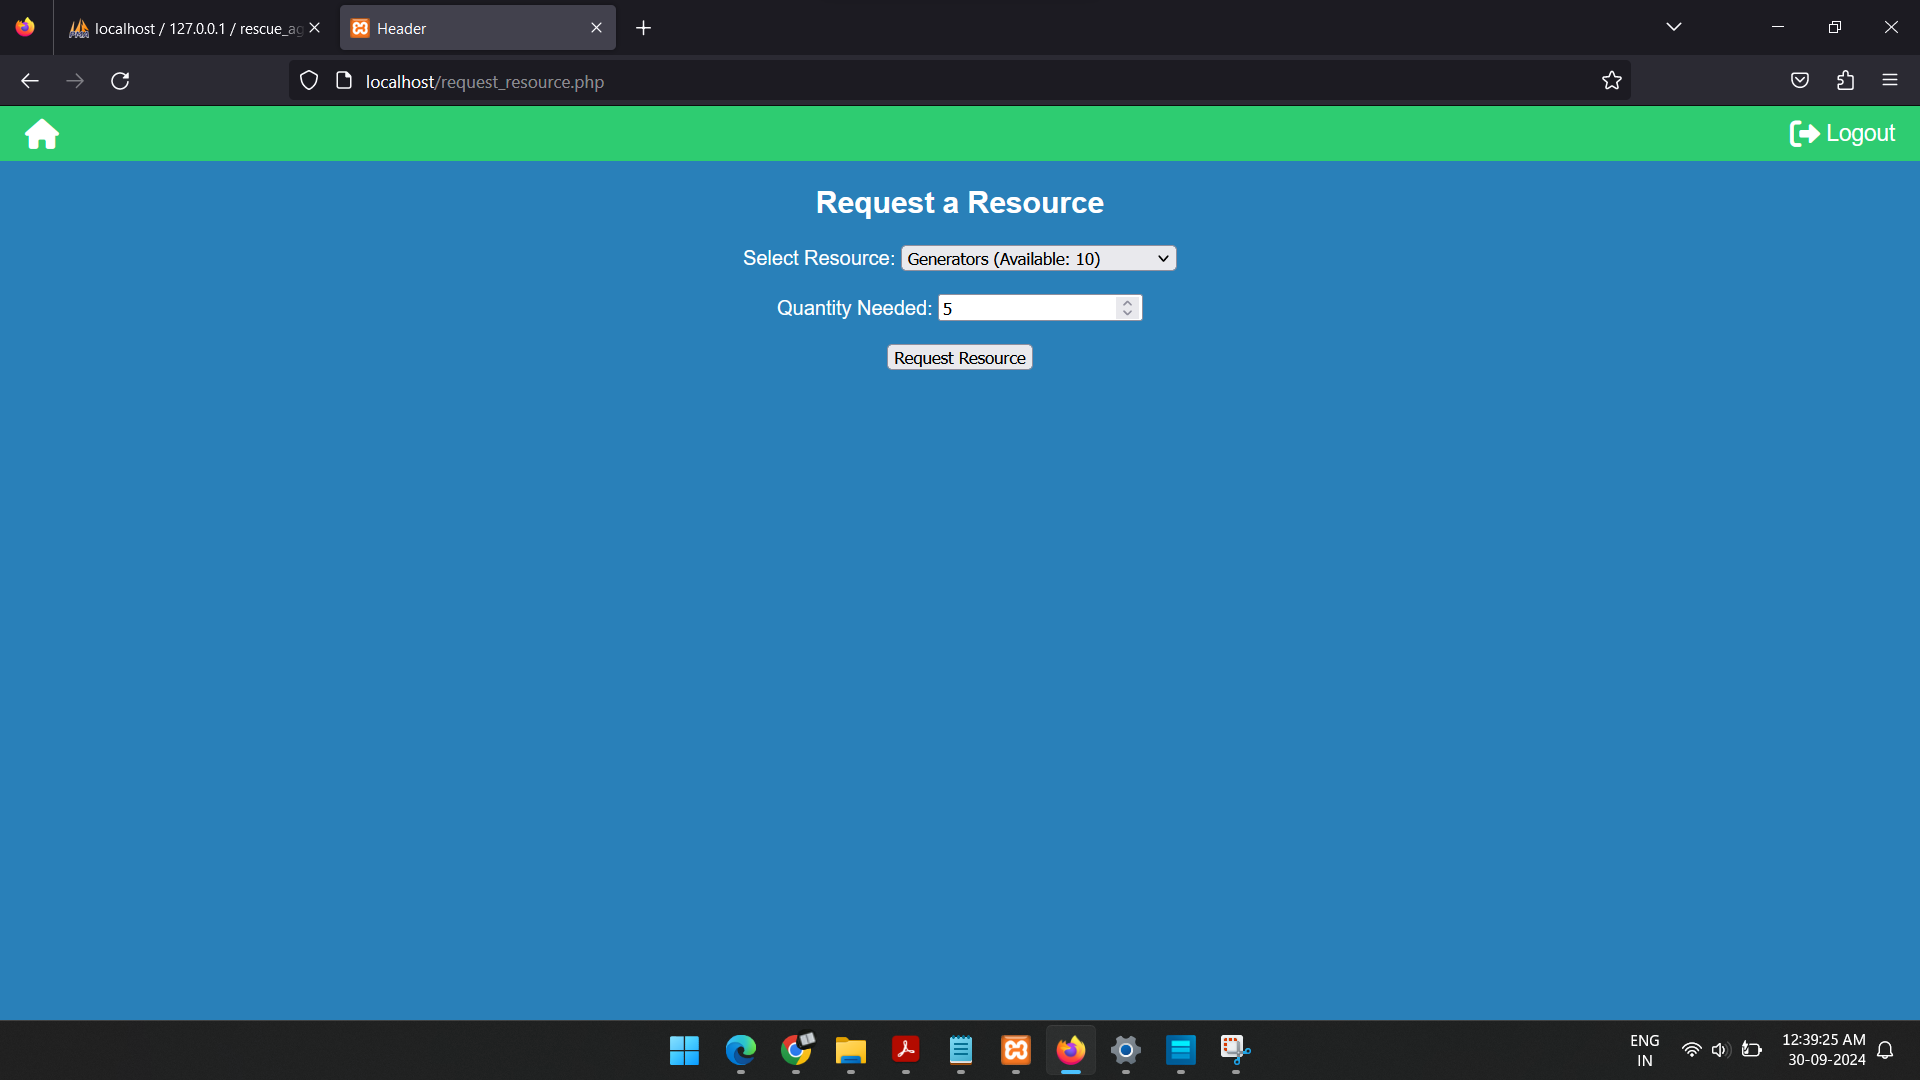 localhost / 127.0.0.1 / rescue_ag
Header
localhost/request_resource.php
Logout
Request a Resource
Select Resource: Generators (Available: 10)
Quantity Needed: 5
Request Resource
ENG
IN
12:39:25 AM
30-09-2024